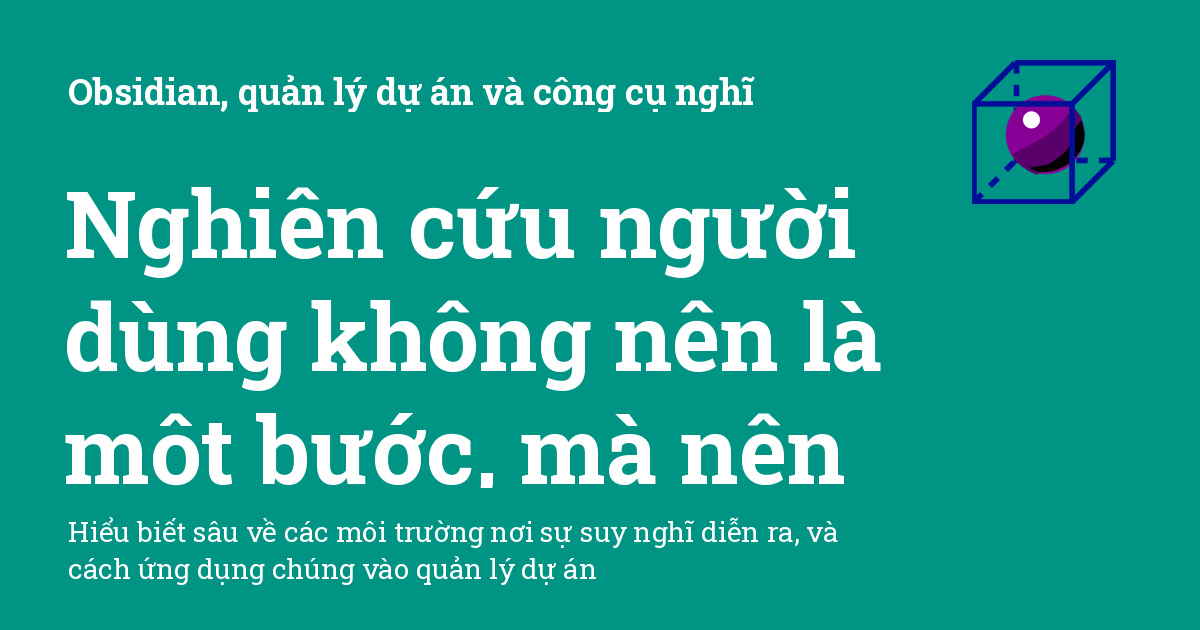 Obsidian, quản lý dự án và công cụ nghĩ
Nghiên cứu người
dùng không nên là
một bước, mà nên
Hiểu biết sâu về các môi trường nơi sự suy nghĩ diễn ra, và
cách ứng dụng chúng vào quản lý dự án